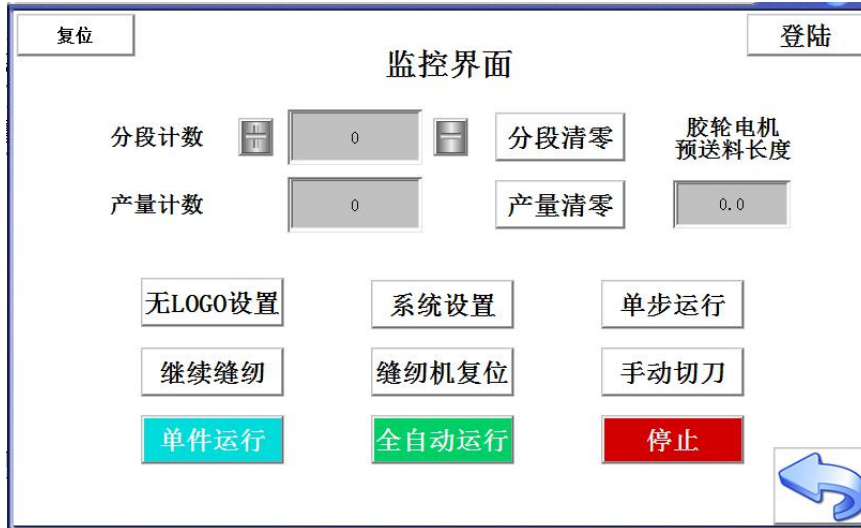 复位
登陆
监控界面
分段计数
0
分段清零
胶轮电机
预送料长度
产量计数
0
产量清零
0.0
无LOGO设置
系统设置
单步运行
继续缝纫
缝纫机复位
手动切刀
单件运行
全自动运行
停止